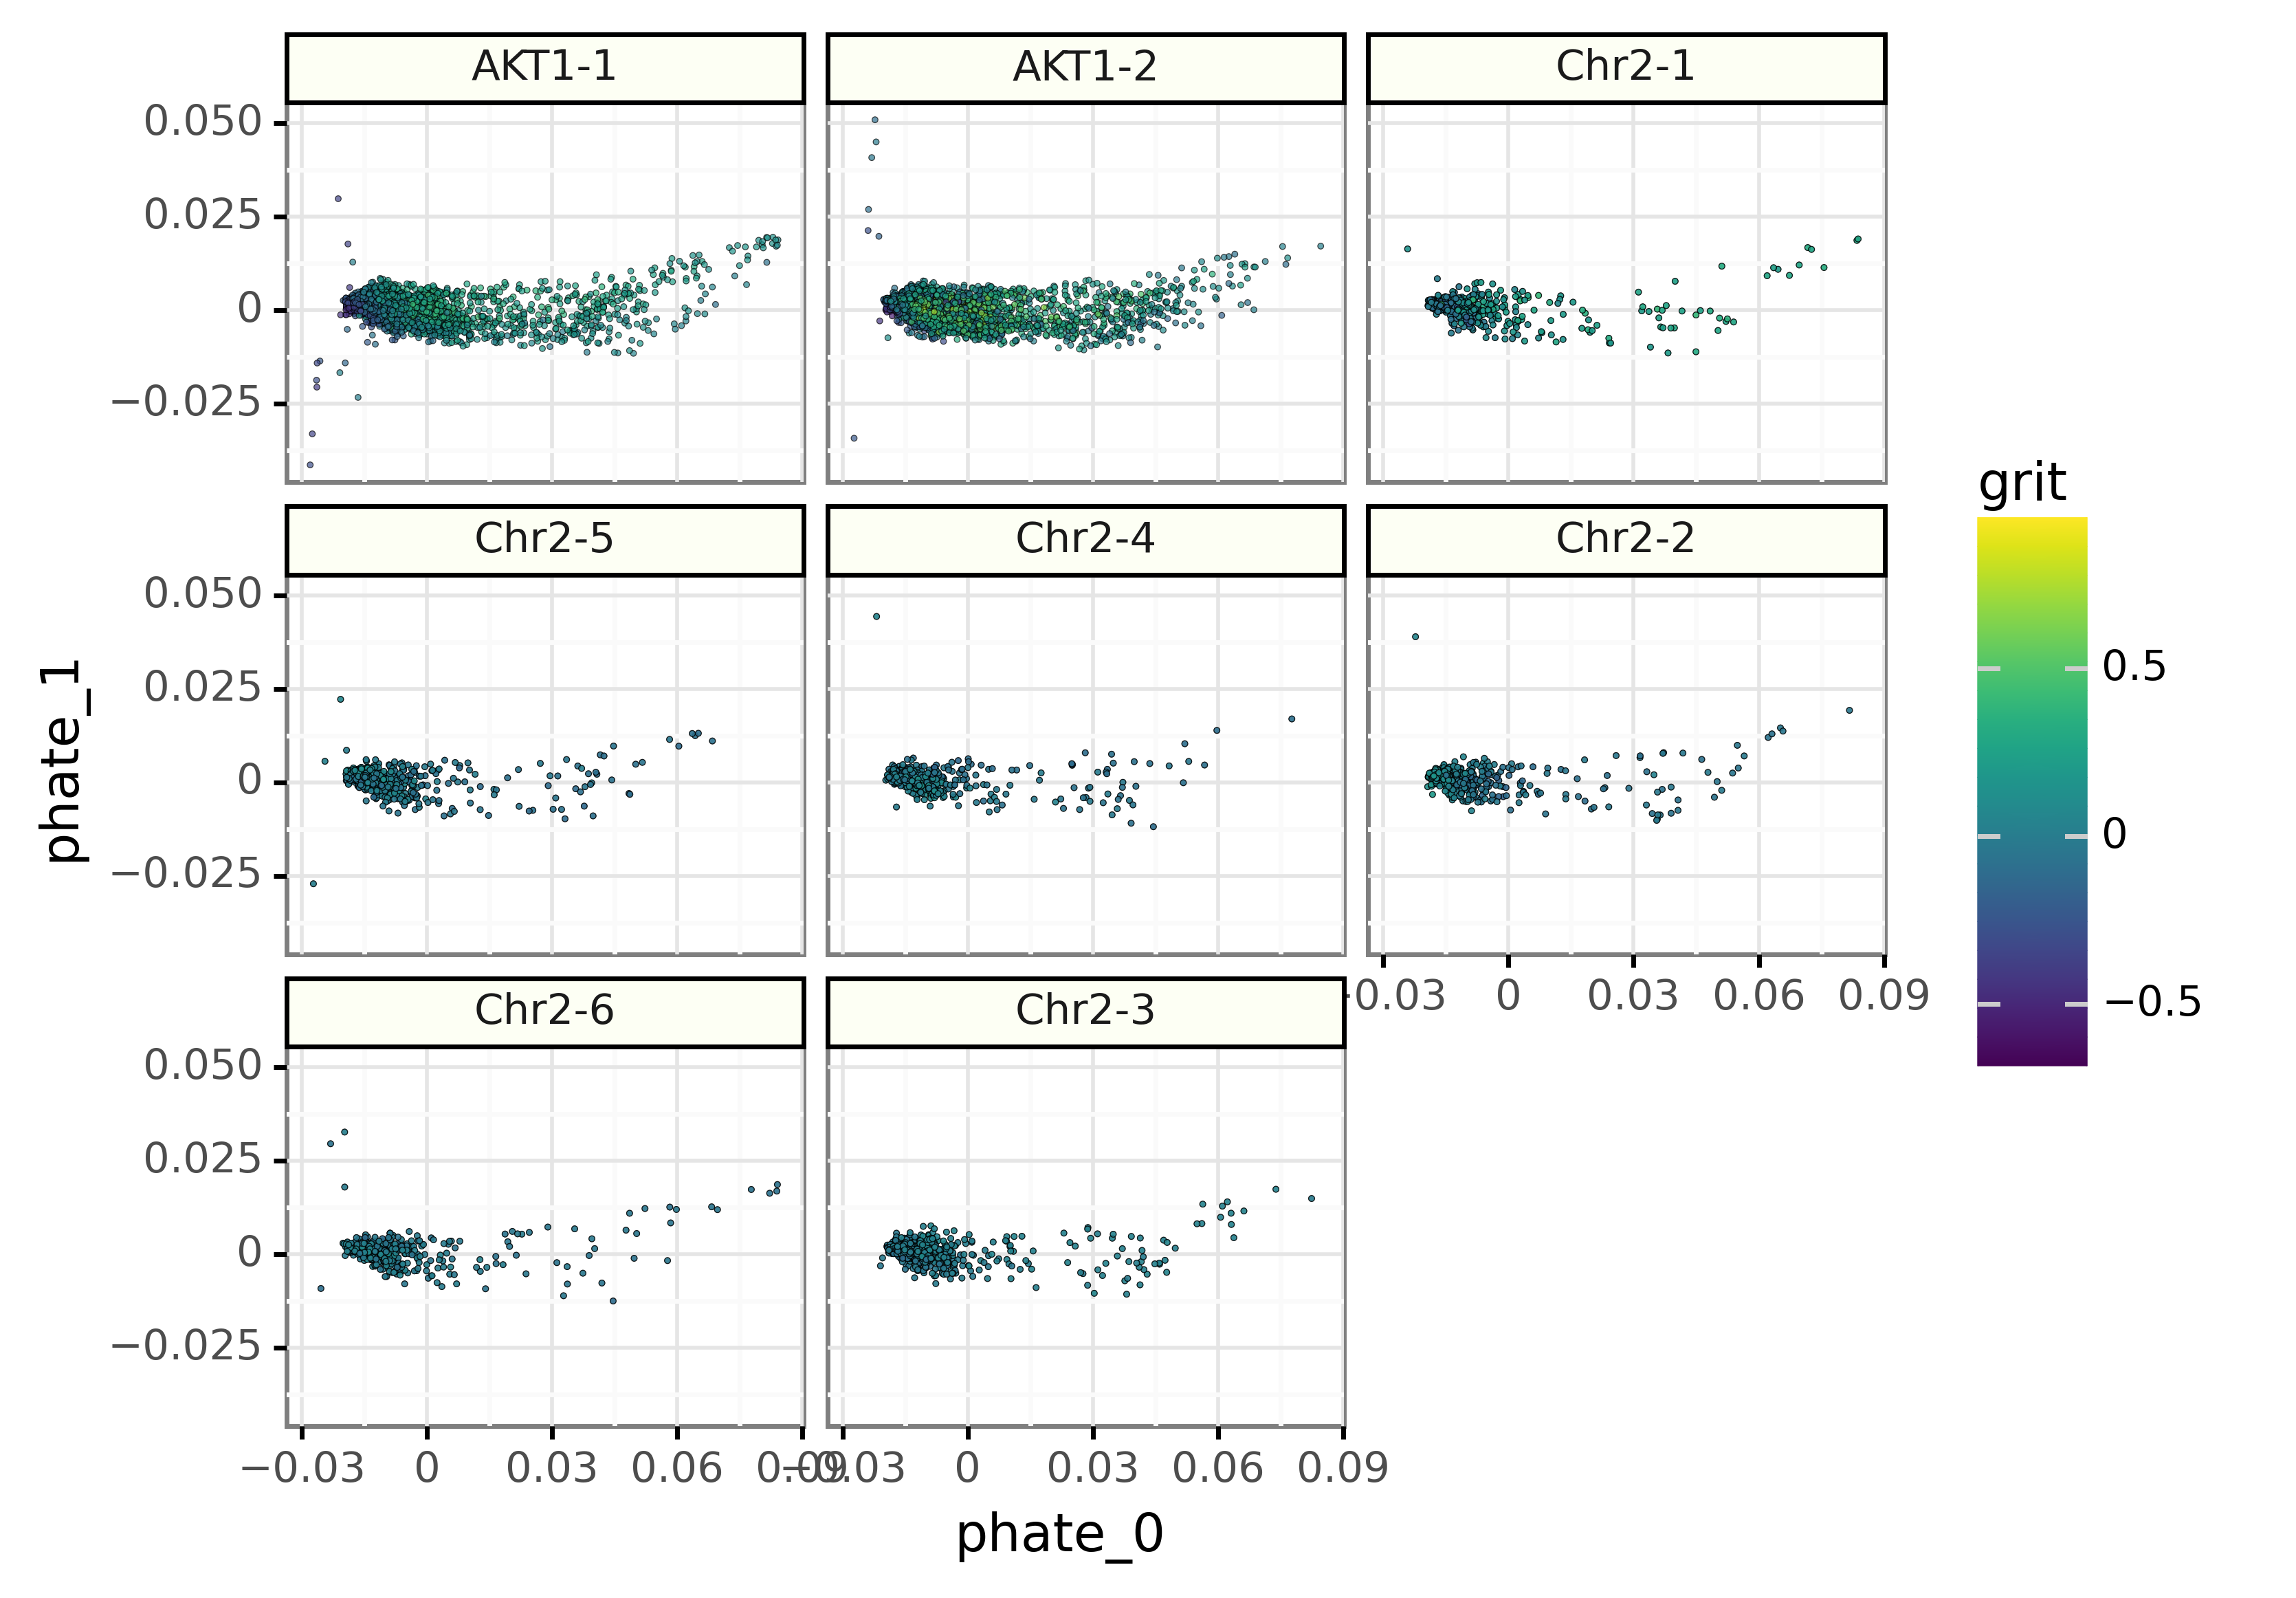 AKT1-1 AKT1-2 Chr2-1
0.050
0.025
0
−0.025
Chr2-5 Chr2-4 Chr2-2
0.050
0.025
0
−0.025
−0.03 0 0.03 0.06 0.09
Chr2-6 Chr2-3
0.050
0.025
0
−0.025
−0.03 0 0.03 0.06 0.09 −0.03 0 0.03 0.06 0.09
phate_0
phate_1
grit
0.5
0
−0.5